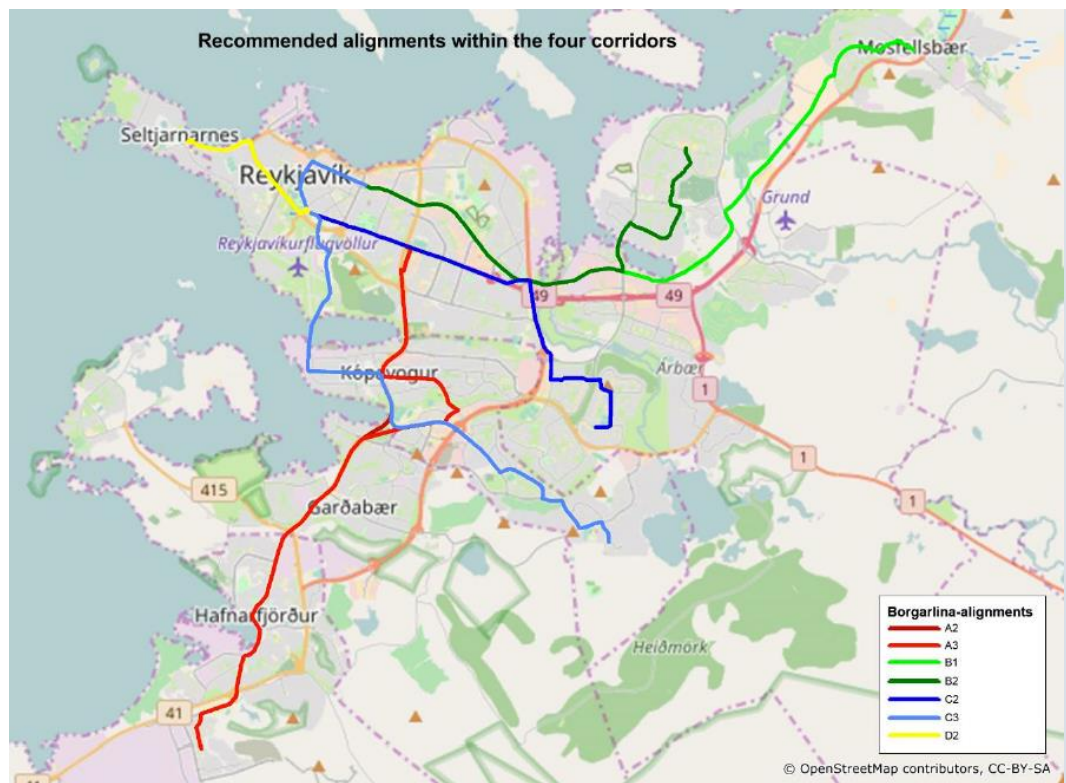 Recommended alignments within the four corridors
Mosfellsbær
Seltjarnarnes
Reykjavík
Grund
Reykjavíkurflugvöllur
49
49
Kópavogur
Árbær
1
1
1
415
Garðabær
Hafnarfjörður
Heiðmörk
41
41
Borgarlina-alignments
A2
A3
B1
B2
C2
C3
D2
© OpenStreetMap contributors, CC-BY-SA